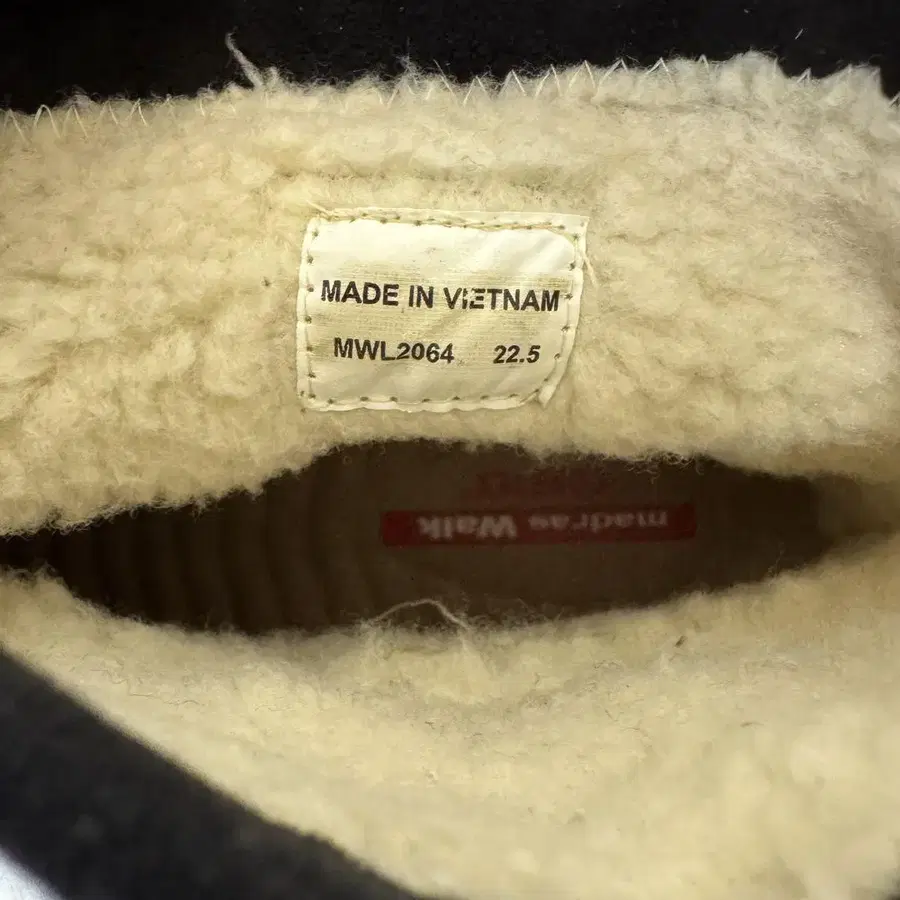 MADE IN VIETNAM
MWL2064 22.5
madras Walk